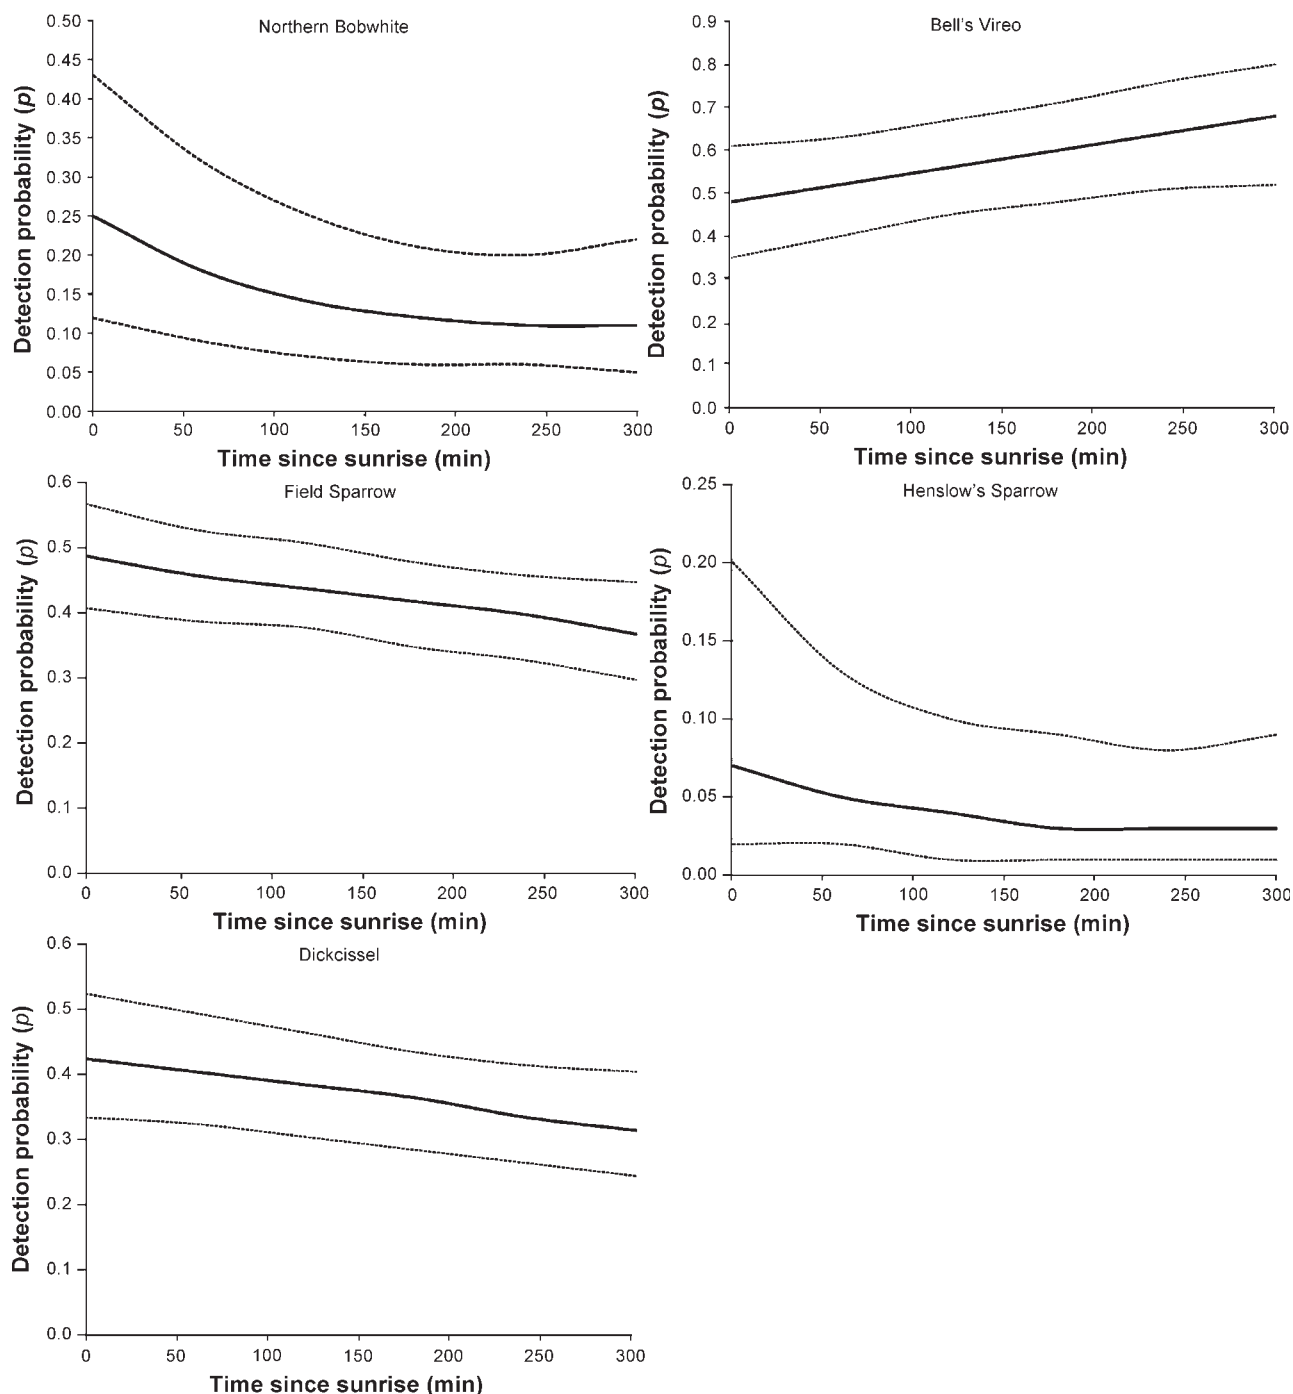 Northern Bobwhite
Detection probability (p)
0.50
0.45
0.40
0.35
0.30
0.25
0.20
0.15
0.10
0.05
0.00
0 50 100 150 200 250 300
Time since sunrise (min)
Bell's Vireo
Detection probability (p)
0.9
0.8
0.7
0.6
0.5
0.4
0.3
0.2
0.1
0.0
0 50 100 150 200 250 300
Time since sunrise (min)
Field Sparrow
Detection probability (p)
0.6
0.5
0.4
0.3
0.2
0.1
0.0
0 50 100 150 200 250 300
Time since sunrise (min)
Henslow's Sparrow
Detection probability (p)
0.25
0.20
0.15
0.10
0.05
0.00
0 50 100 150 200 250 300
Time since sunrise (min)
Dickcissel
Detection probability (p)
0.6
0.5
0.4
0.3
0.2
0.1
0.0
0 50 100 150 200 250 300
Time since sunrise (min)